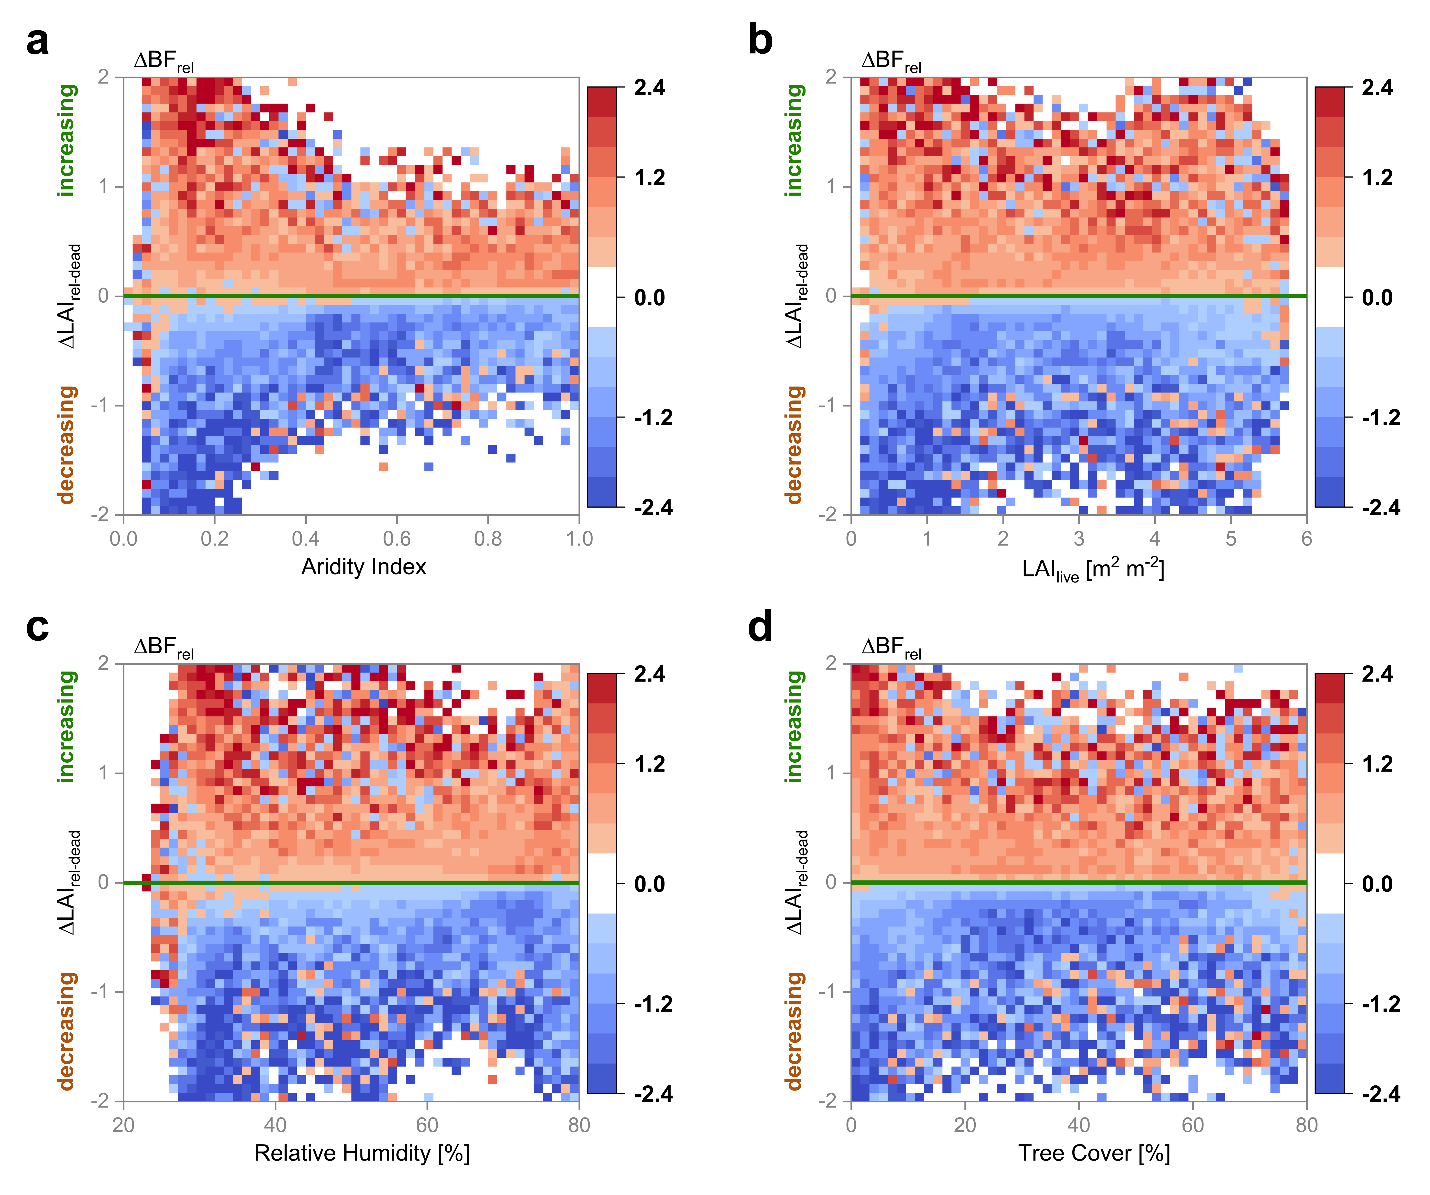 a
ΔBFrel
increasing
ΔLAIrel-dead
decreasing
2
1
0
-1
-2
0.0 0.2 0.4 0.6 0.8 1.0
Aridity Index
2.4
1.2
0.0
-1.2
-2.4
b
ΔBFrel
increasing
ΔLAIrel-dead
decreasing
2
1
0
-1
-2
0 1 2 3 4 5 6
LAIlive [m2 m-2]
2.4
1.2
0.0
-1.2
-2.4
c
ΔBFrel
increasing
ΔLAIrel-dead
decreasing
2
1
0
-1
-2
20 40 60 80
Relative Humidity [%]
2.4
1.2
0.0
-1.2
-2.4
d
ΔBFrel
increasing
ΔLAIrel-dead
decreasing
2
1
0
-1
-2
0 20 40 60 80
Tree Cover [%]
2.4
1.2
0.0
-1.2
-2.4